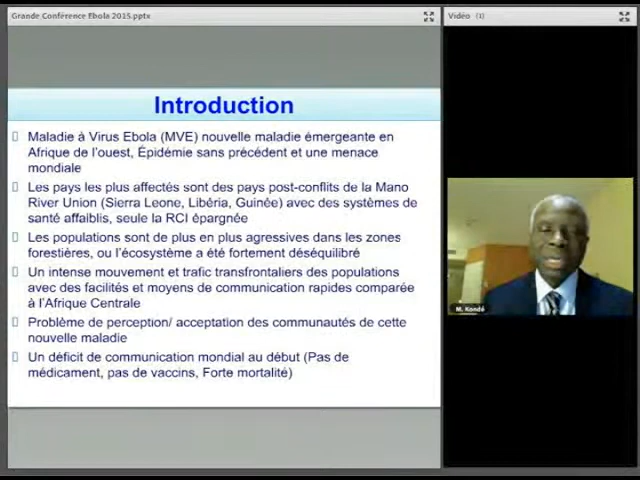 Grande Conférence Ebola 2015.pptx
Vidéo (1)
Introduction
Maladie à Virus Ebola (MVE) nouvelle maladie émergeante en
Afrique de l'ouest, Épidémie sans précédent et une menace
mondiale
Les pays les plus affectés sont des pays post-conflits de la Mano
River Union (Sierra Leone, Libéria, Guinée) avec des systèmes de
santé affaiblis, seule la RCI épargnée
Les populations sont de plus en plus agressives dans les zones
forestières, ou l'écosystème a été fortement déséquilibré
Un intense mouvement et trafic transfrontaliers des populations
avec des facilités et moyens de communication rapides comparée
à l'Afrique Centrale
Problème de perception/ acceptation des communautés de cette
nouvelle maladie
Un déficit de communication mondial au début (Pas de
médicament, pas de vaccins, Forte mortalité)
M. Kondé